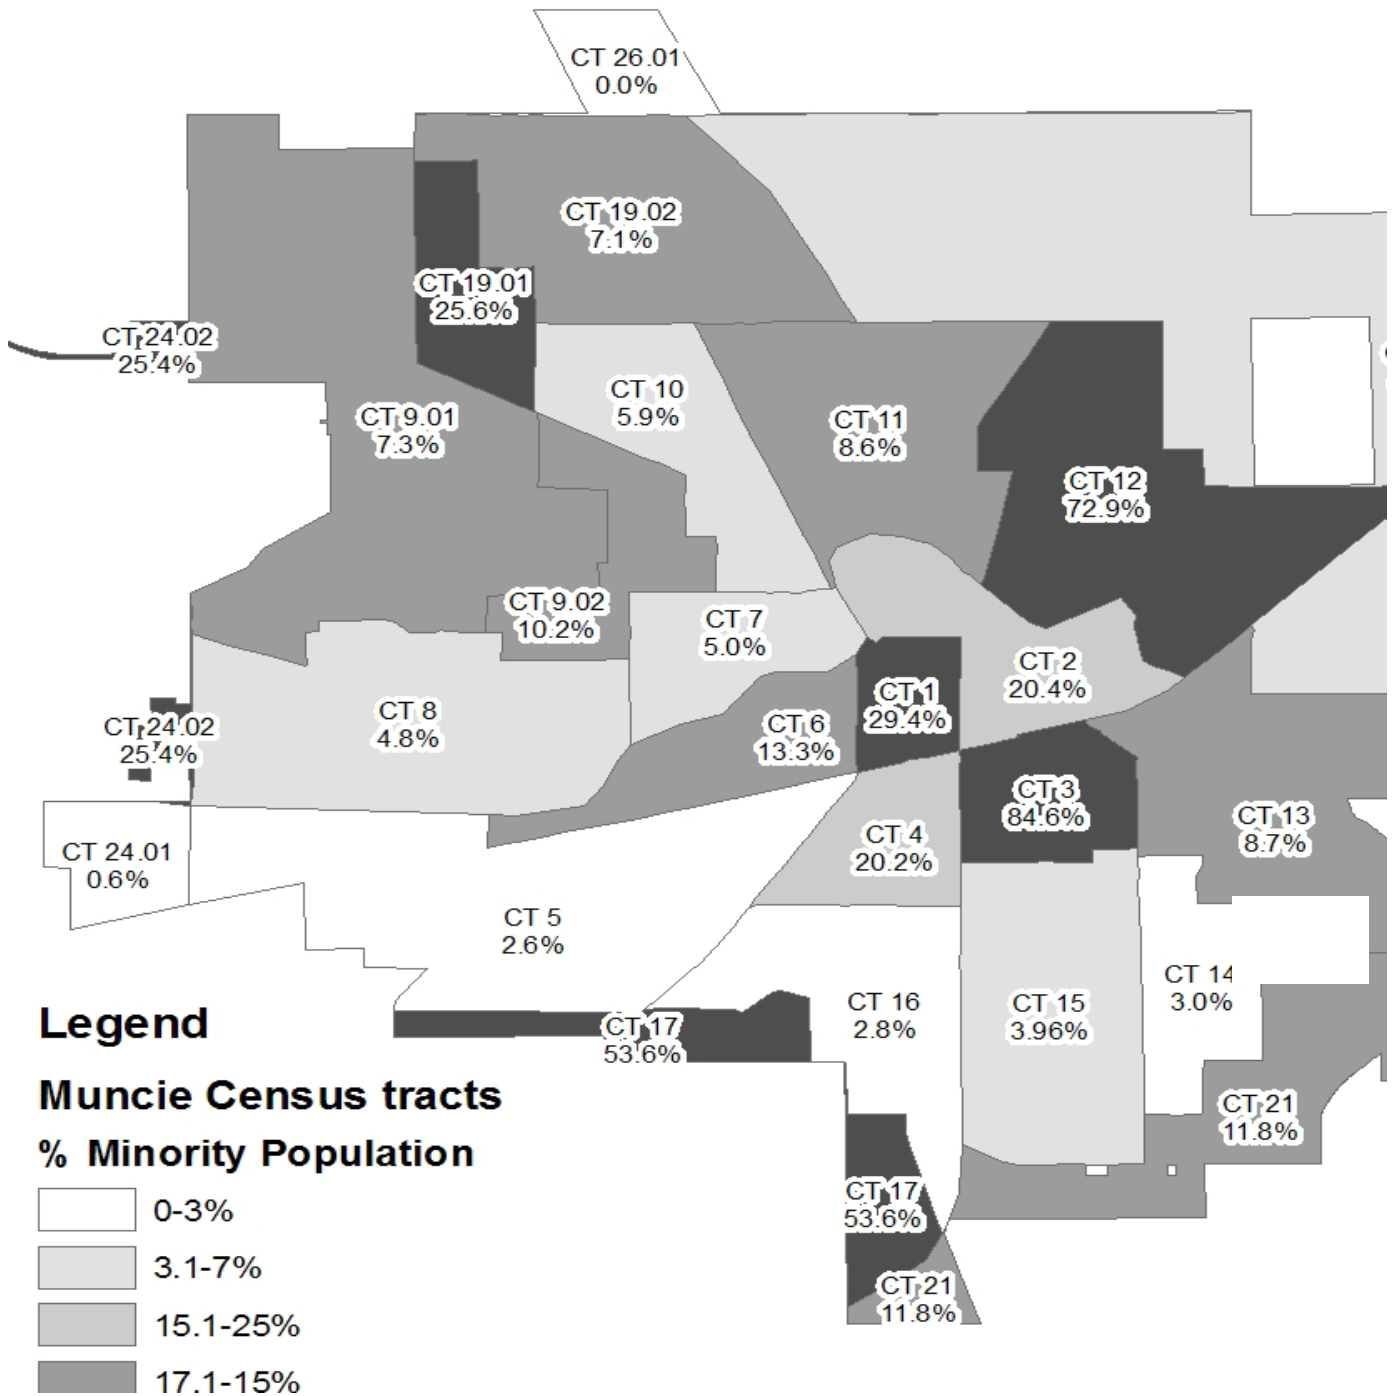 CT 26.01
0.0%
CT 19.02
7.1%
CT 19.01
25.6%
CT 24.02
25.4%
CT 10
5.9%
CT 9.01
7.3%
CT 11
8.6%
CT 12
72.9%
CT 9.02
10.2%
CT 7
5.0%
CT 2
20.4%
CT 1
29.4%
CT 8
4.8%
CT 6
13.3%
CT 24.02
25.4%
CT 3
84.6%
CT 13
8.7%
CT 4
20.2%
CT 24.01
0.6%
CT 5
2.6%
CT 14
3.0%
CT 16
2.8%
CT 15
3.96%
CT 17
53.6%
CT 21
11.8%
CT 17
53.6%
CT 21
11.8%
Legend
Muncie Census tracts
% Minority Population
0-3%
3.1-7%
15.1-25%
17.1-15%